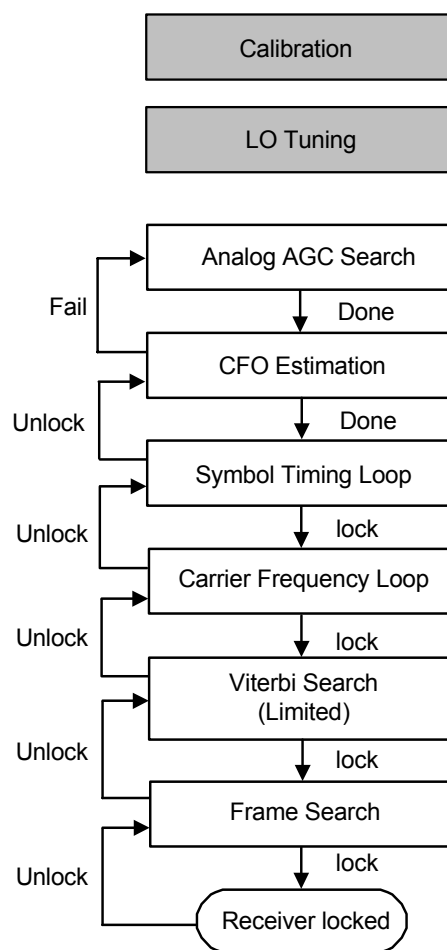 Calibration
LO Tuning
Analog AGC Search
Fail
Done
CFO Estimation
Unlock
Done
Symbol Timing Loop
Unlock
lock
Carrier Frequency Loop
Unlock
lock
Viterbi Search
(Limited)
Unlock
lock
Frame Search
Unlock
lock
Receiver locked